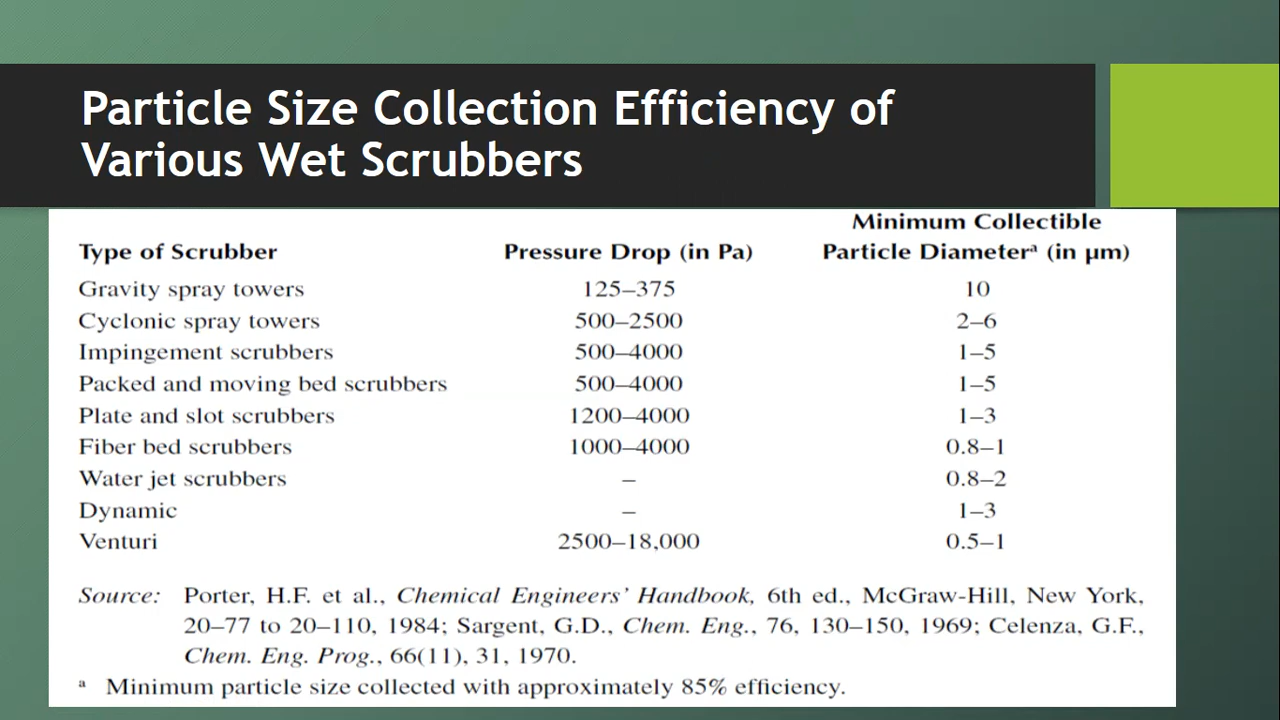 Particle Size Collection Efficiency of
Various Wet Scrubbers
Minimum Collectible
Type of Scrubber Pressure Drop (in Pa) Particle Diameterᵃ (in µm)
Gravity spray towers 125–375 10
Cyclonic spray towers 500–2500 2–6
Impingement scrubbers 500–4000 1–5
Packed and moving bed scrubbers 500–4000 1–5
Plate and slot scrubbers 1200–4000 1–3
Fiber bed scrubbers 1000–4000 0.8–1
Water jet scrubbers – 0.8–2
Dynamic – 1–3
Venturi 2500–18,000 0.5–1
Source: Porter, H.F. et al., Chemical Engineers' Handbook, 6th ed., McGraw-Hill, New York,
20–77 to 20–110, 1984; Sargent, G.D., Chem. Eng., 76, 130–150, 1969; Celenza, G.F.,
Chem. Eng. Prog., 66(11), 31, 1970.
ᵃ Minimum particle size collected with approximately 85% efficiency.